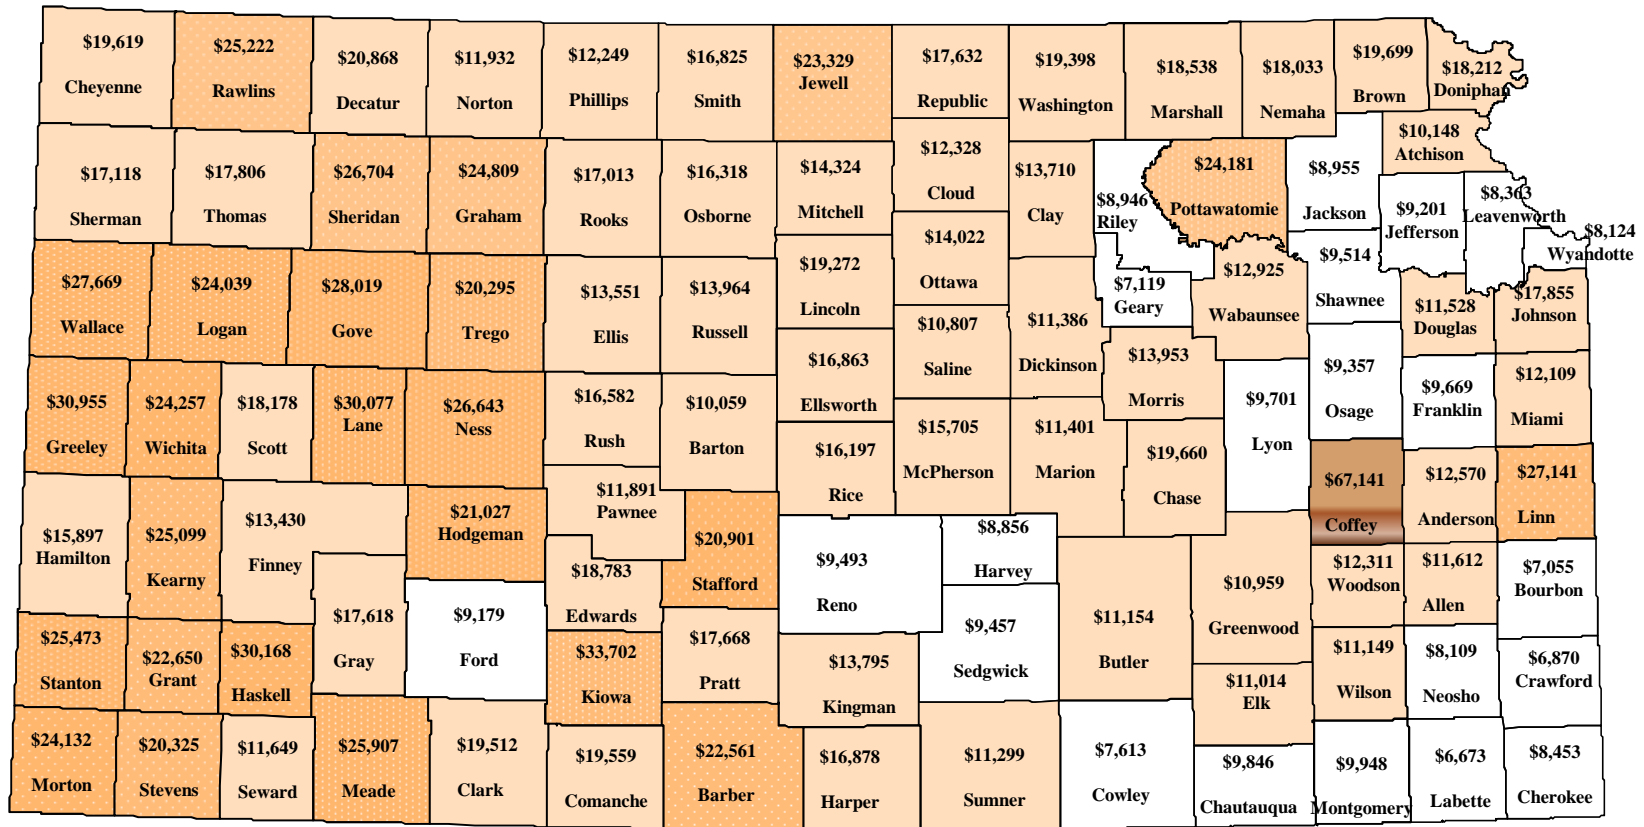 $19,619
Cheyenne
$25,222
Rawlins
$20,868
Decatur
$11,932
Norton
$12,249
Phillips
$16,825
Smith
$23,329
Jewell
$17,632
Republic
$19,398
Washington
$18,538
Marshall
$18,033
Nemaha
$19,699
Brown
$18,212
Doniphan
$17,118
Sherman
$17,806
Thomas
$26,704
Sheridan
$24,809
Graham
$17,013
Rooks
$16,318
Osborne
$14,324
Mitchell
$12,328
Cloud
$13,710
Clay
$8,946
Riley
$24,181
Pottawatomie
$8,955
Jackson
$10,148
Atchison
$9,201
Jefferson
$8,363
Leavenworth
$8,124
Wyandotte
$27,669
Wallace
$24,039
Logan
$28,019
Gove
$20,295
Trego
$13,551
Ellis
$13,964
Russell
$19,272
Lincoln
$14,022
Ottawa
$11,386
Dickinson
$7,119
Geary
$12,925
Wabaunsee
$9,514
Shawnee
$11,528
Douglas
$17,855
Johnson
$30,955
Greeley
$24,257
Wichita
$18,178
Scott
$30,077
Lane
$26,643
Ness
$16,582
Rush
$10,059
Barton
$16,863
Ellsworth
$10,807
Saline
$13,953
Morris
$9,701
Lyon
$9,357
Osage
$9,669
Franklin
$12,109
Miami
$16,197
Rice
$15,705
McPherson
$11,401
Marion
$19,660
Chase
$67,141
Coffey
$12,570
Anderson
$27,141
Linn
$15,897
Hamilton
$25,099
Kearny
$13,430
Finney
$21,027
Hodgeman
$11,891
Pawnee
$20,901
Stafford
$9,493
Reno
$8,856
Harvey
$11,154
Butler
$10,959
Greenwood
$12,311
Woodson
$11,612
Allen
$7,055
Bourbon
$17,618
Gray
$9,179
Ford
$18,783
Edwards
$17,668
Pratt
$9,457
Sedgwick
$25,473
Stanton
$22,650
Grant
$30,168
Haskell
$33,702
Kiowa
$13,795
Kingman
$11,014
Elk
$11,149
Wilson
$8,109
Neosho
$6,870
Crawford
$24,132
Morton
$20,325
Stevens
$11,649
Seward
$25,907
Meade
$19,512
Clark
$19,559
Comanche
$22,561
Barber
$16,878
Harper
$11,299
Sumner
$7,613
Cowley
$9,846
Chautauqua
$9,948
Montgomery
$6,673
Labette
$8,453
Cherokee